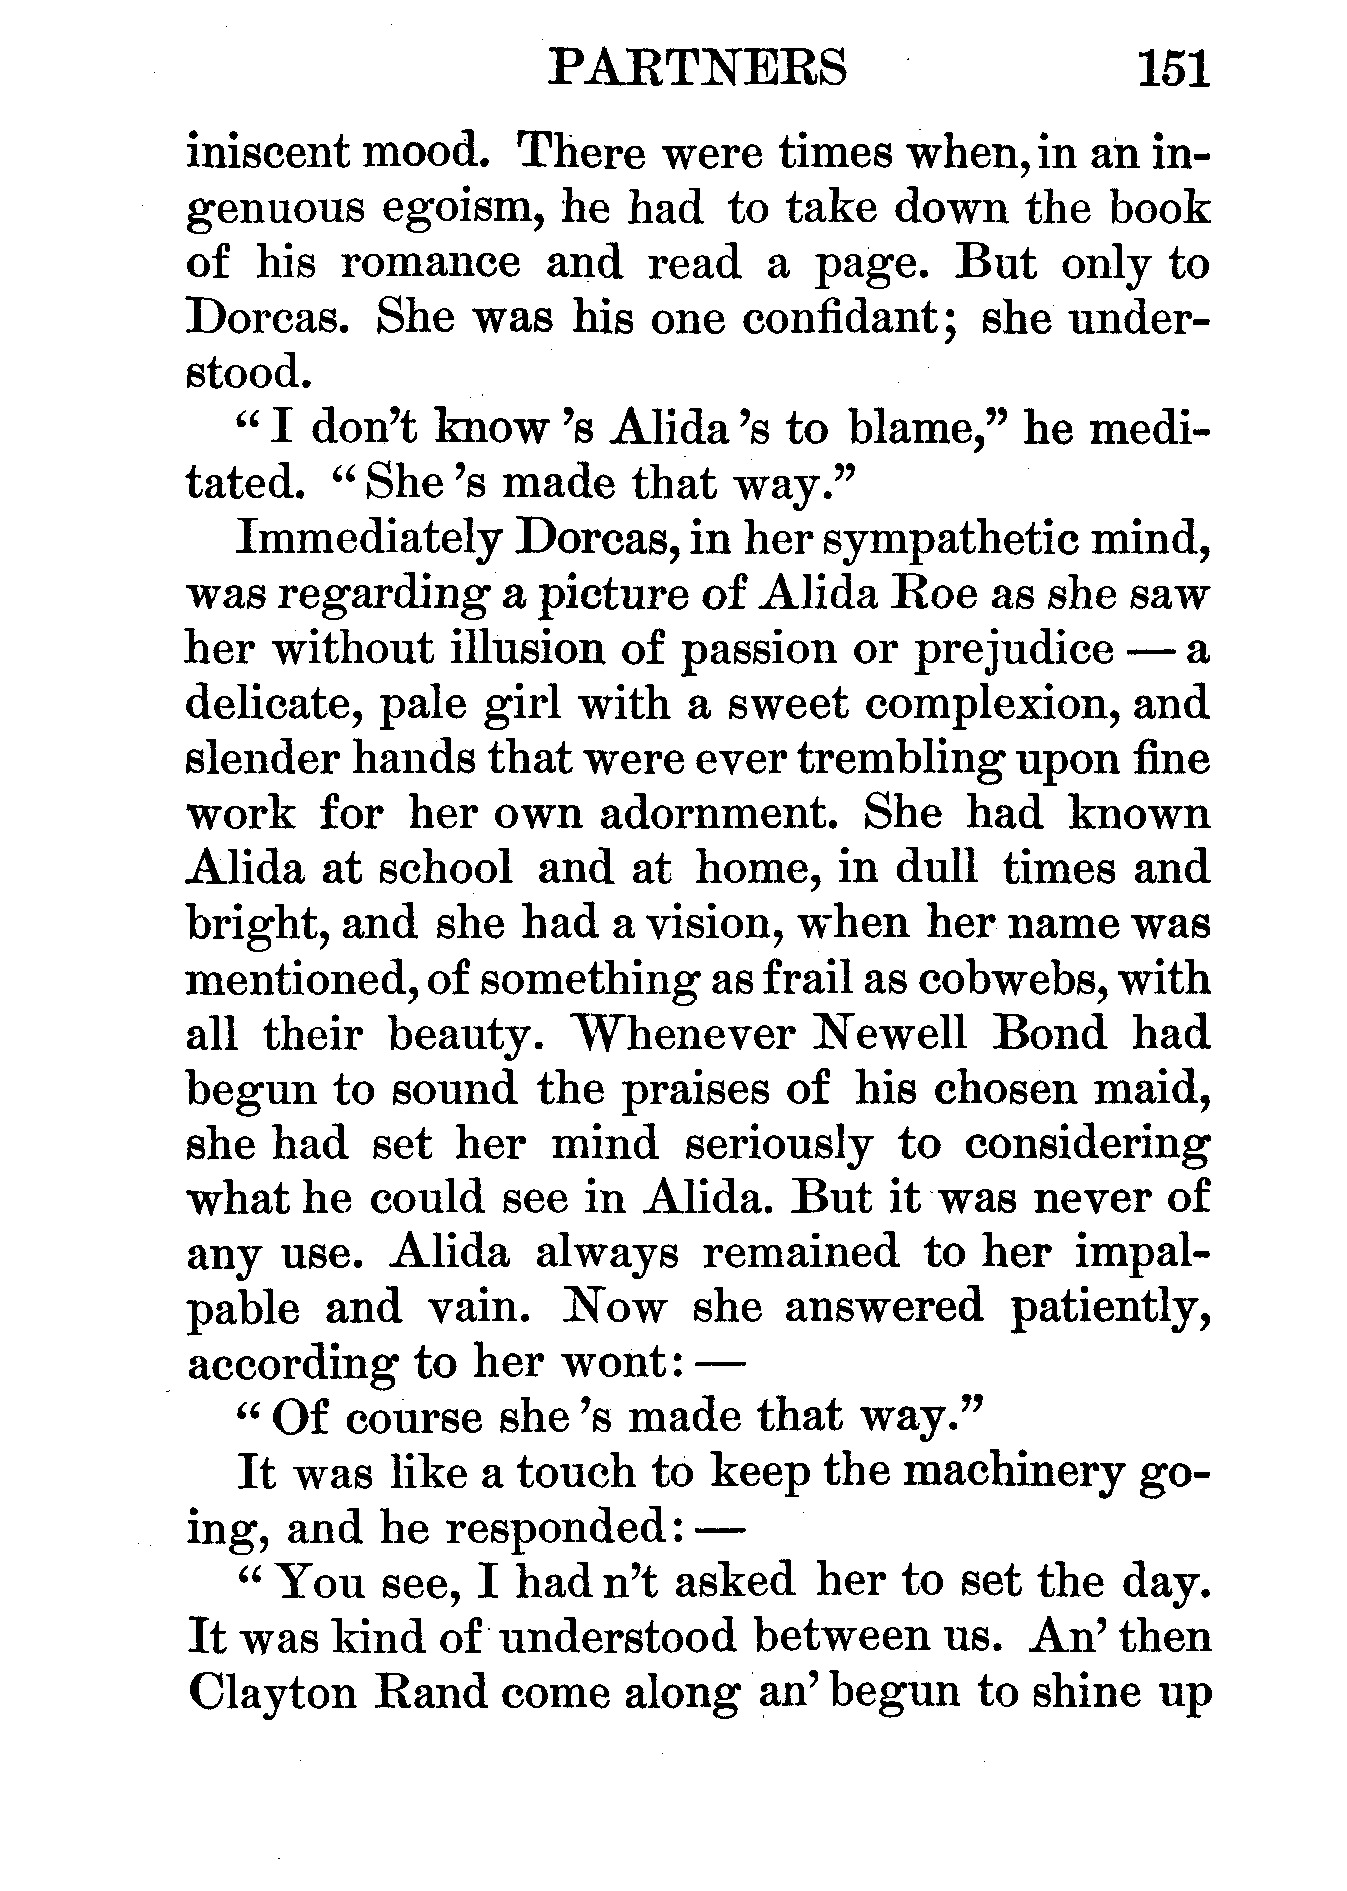 PARTNERS 151
iniscent mood. There were times when, in an in-
genuous egoism, he had to take down the book
of his romance and read a page. But only to
Dorcas. She was his one confidant; she under-
stood.
“I don’t know ’s Alida ’s to blame,” he medi-
tated. “She ’s made that way.”
Immediately Dorcas, in her sympathetic mind,
was regarding a picture of Alida Roe as she saw
her without illusion of passion or prejudice — a
delicate, pale girl with a sweet complexion, and
slender hands that were ever trembling upon fine
work for her own adornment. She had known
Alida at school and at home, in dull times and
bright, and she had a vision, when her name was
mentioned, of something as frail as cobwebs, with
all their beauty. Whenever Newell Bond had
begun to sound the praises of his chosen maid,
she had set her mind seriously to considering
what he could see in Alida. But it was never of
any use. Alida always remained to her impal-
pable and vain. Now she answered patiently,
according to her wont: —
“Of course she ’s made that way.”
It was like a touch to keep the machinery go-
ing, and he responded: —
“You see, I had n’t asked her to set the day.
It was kind of understood between us. An’ then
Clayton Rand come along an’ begun to shine up